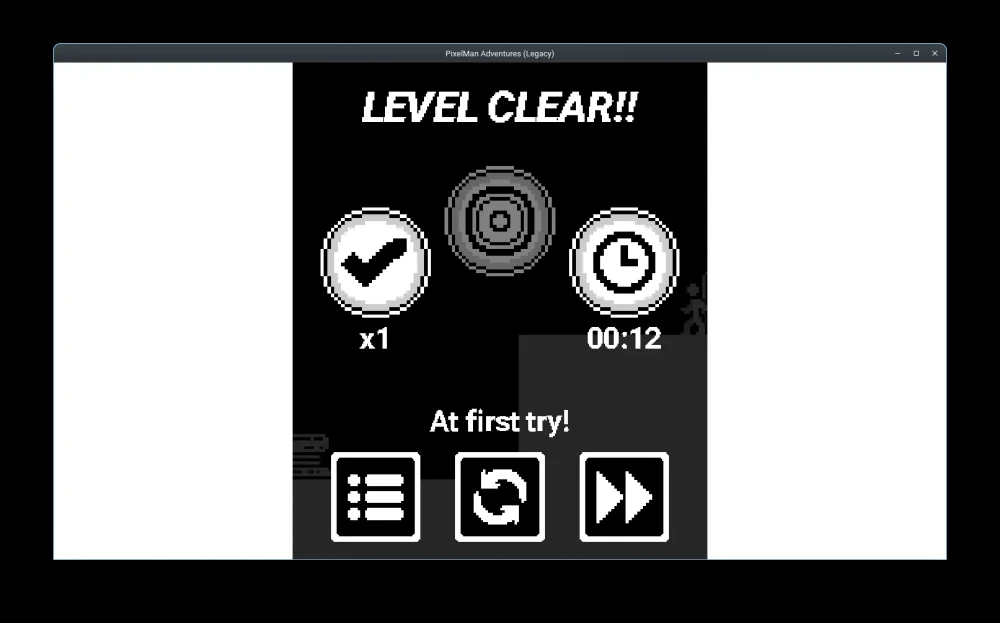 PixelMan Adventures (Legacy)
LEVEL CLEAR!!
x1
00:12
At first try!